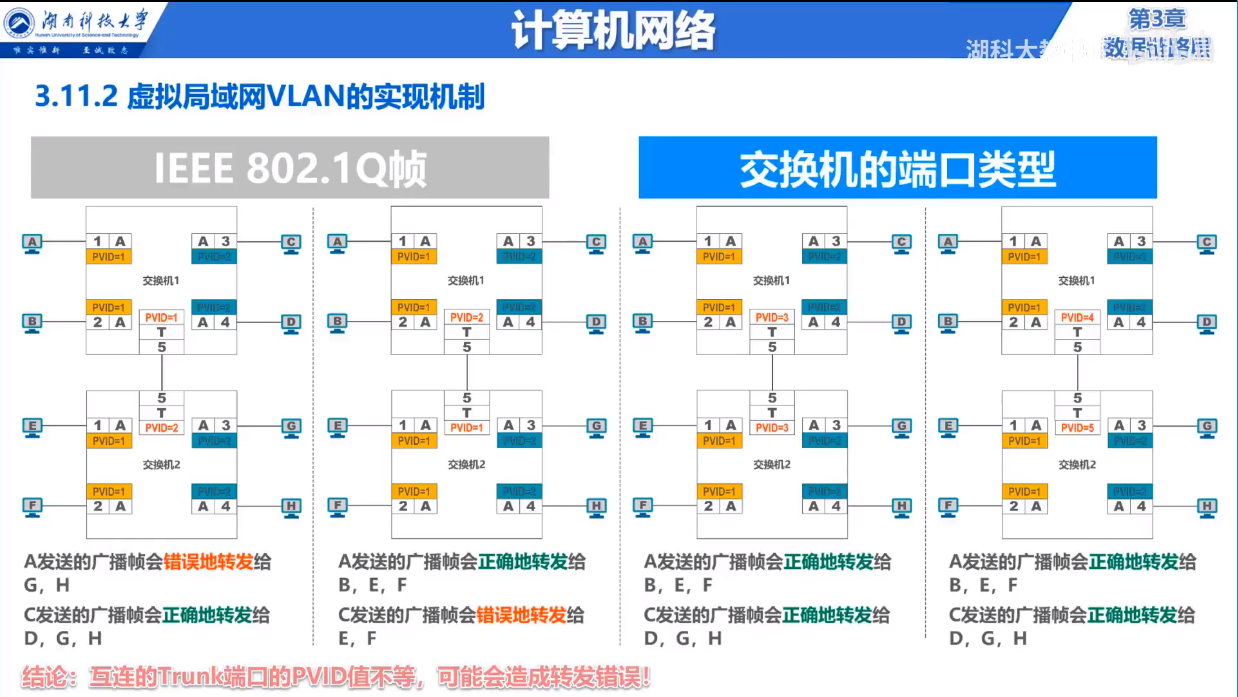 湖南科技大学
Hunan University of Science and Technology
唯实惟新 至诚致志
计算机网络
第3章
数据链路层
3.11.2 虚拟局域网VLAN的实现机制
IEEE 802.1Q帧
交换机的端口类型
A 1 A PVID=1 A 3 PVID=2 C
交换机1
B PVID=1 2 A PVID=1 T 5 PVID=2 A 4 D
E 1 A PVID=1 5 T PVID=2 A 3 PVID=2 G
交换机2
F PVID=1 2 A PVID=2 A 4 H
A发送的广播帧会错误地转发给
G，H
C发送的广播帧会正确地转发给
D，G，H
A 1 A PVID=1 A 3 PVID=2 C
交换机1
B PVID=1 2 A PVID=2 T 5 PVID=2 A 4 D
E 1 A PVID=1 5 T PVID=1 A 3 PVID=2 G
交换机2
F PVID=1 2 A PVID=2 A 4 H
A发送的广播帧会正确地转发给
B，E，F
C发送的广播帧会错误地转发给
E，F
A 1 A PVID=1 A 3 PVID=2 C
交换机1
B PVID=1 2 A PVID=3 T 5 PVID=2 A 4 D
E 1 A PVID=1 5 T PVID=3 A 3 PVID=2 G
交换机2
F PVID=1 2 A PVID=2 A 4 H
A发送的广播帧会正确地转发给
B，E，F
C发送的广播帧会正确地转发给
D，G，H
A 1 A PVID=1 A 3 PVID=2 C
交换机1
B PVID=1 2 A PVID=4 T 5 PVID=2 A 4 D
E 1 A PVID=1 5 T PVID=5 A 3 PVID=2 G
交换机2
F PVID=1 2 A PVID=2 A 4 H
A发送的广播帧会正确地转发给
B，E，F
C发送的广播帧会正确地转发给
D，G，H
结论：互连的Trunk端口的PVID值不等，可能会造成转发错误!